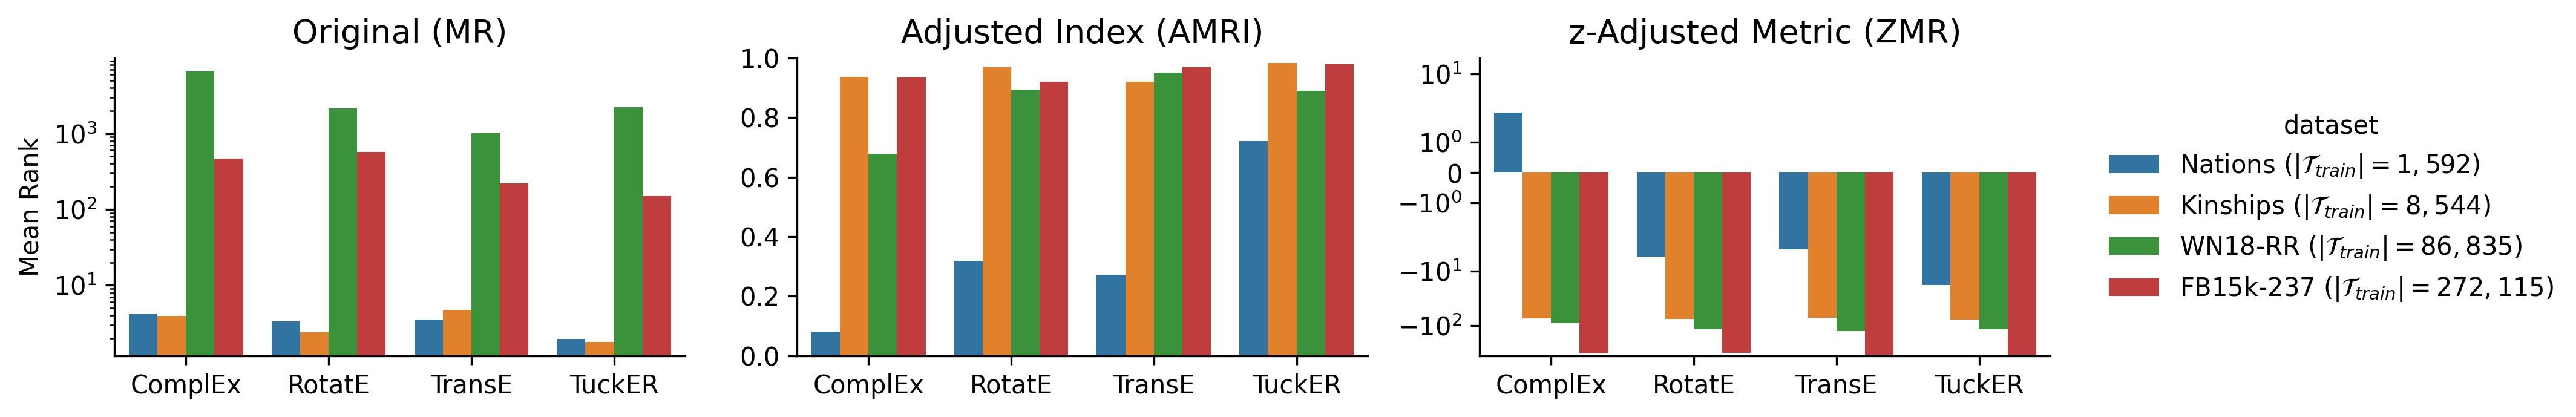 Original (MR)
Mean Rank
10³
10²
10¹
ComplEx RotatE TransE TuckER
Adjusted Index (AMRI)
1.0
0.8
0.6
0.4
0.2
0.0
ComplEx RotatE TransE TuckER
z-Adjusted Metric (ZMR)
10¹
10⁰
0
−10⁰
−10¹
−10²
ComplEx RotatE TransE TuckER
dataset
Nations (|𝒯train| = 1, 592)
Kinships (|𝒯train| = 8, 544)
WN18-RR (|𝒯train| = 86, 835)
FB15k-237 (|𝒯train| = 272, 115)